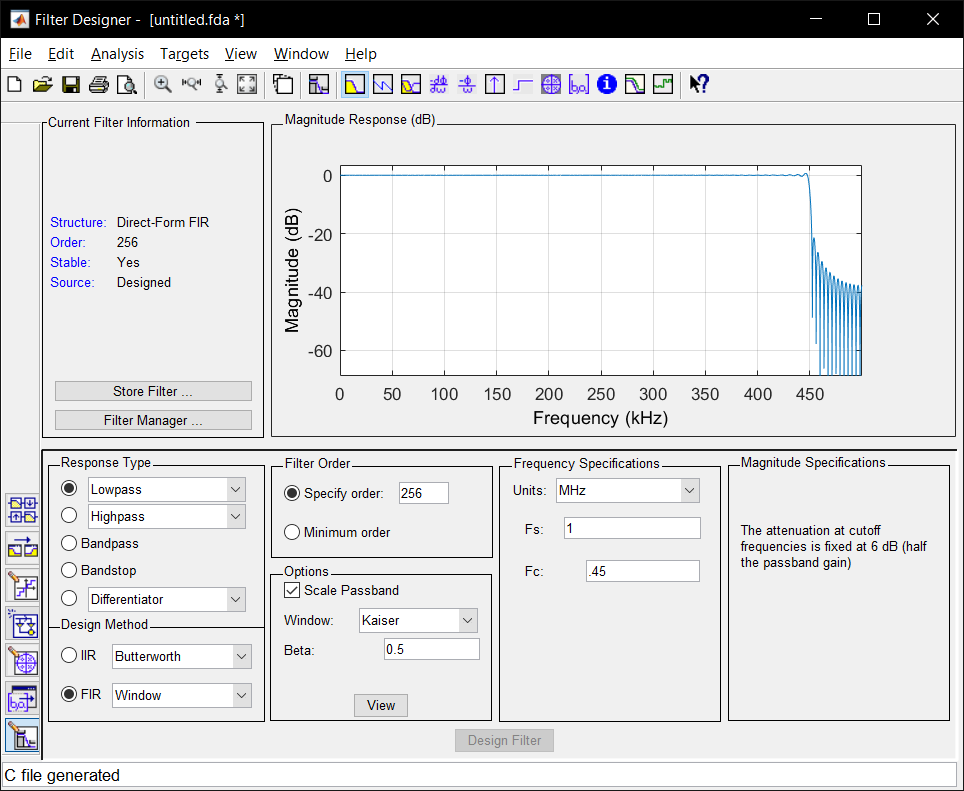 Filter Designer - [untitled.fda *]
File Edit Analysis Targets View Window Help
Current Filter Information
Structure: Direct-Form FIR
Order: 256
Stable: Yes
Source: Designed
Store Filter ...
Filter Manager ...
Magnitude Response (dB)
Magnitude (dB)
0
-20
-40
-60
0 50 100 150 200 250 300 350 400 450
Frequency (kHz)
Response Type
Lowpass
Highpass
Bandpass
Bandstop
Differentiator
Design Method
IIR Butterworth
FIR Window
Filter Order
Specify order: 256
Minimum order
Options
Scale Passband
Window: Kaiser
Beta: 0.5
View
Frequency Specifications
Units: MHz
Fs: 1
Fc: .45
Magnitude Specifications
The attenuation at cutoff
frequencies is fixed at 6 dB (half
the passband gain)
Design Filter
C file generated